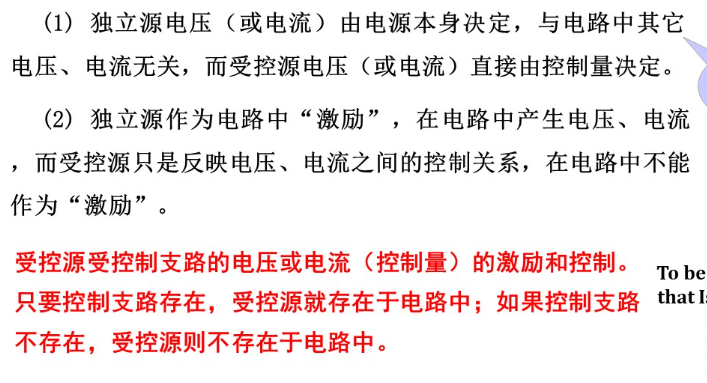 (1) 独立源电压（或电流）由电源本身决定，与电路中其它
电压、电流无关，而受控源电压（或电流）直接由控制量决定。
(2) 独立源作为电路中“激励”，在电路中产生电压、电流
，而受控源只是反映电压、电流之间的控制关系，在电路中不能
作为“激励”。
受控源受控制支路的电压或电流（控制量）的激励和控制。
只要控制支路存在，受控源就存在于电路中；如果控制支路
不存在，受控源则不存在于电路中。
To be
that